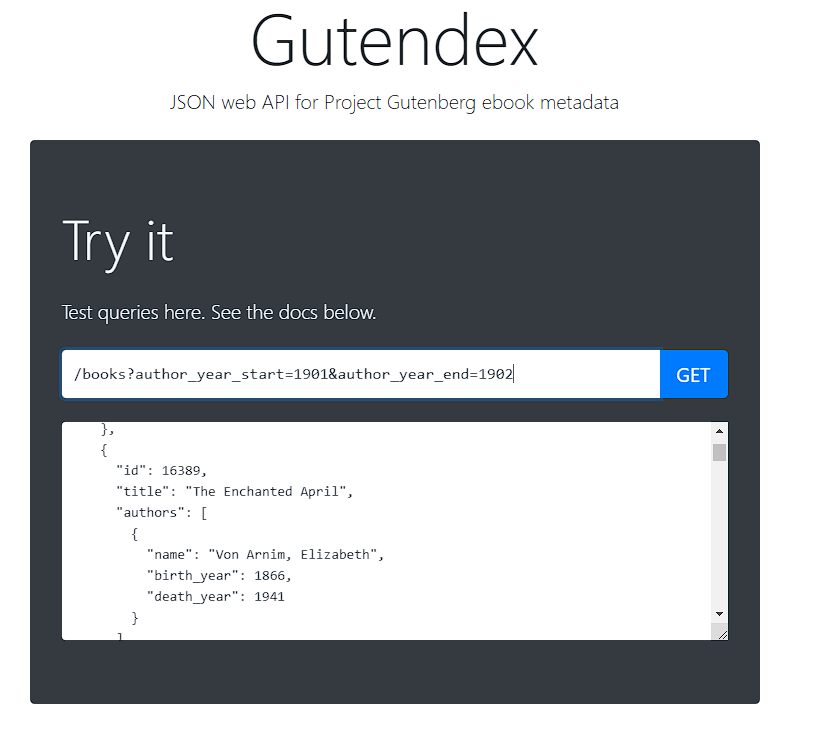 Gutendex
JSON web API for Project Gutenberg ebook metadata
Try it
Test queries here. See the docs below.
/books?author_year_start=1901&author_year_end=1902
GET
},
{
"id": 16389,
"title": "The Enchanted April",
"authors": [
{
"name": "Von Arnim, Elizabeth",
"birth_year": 1866,
"death_year": 1941
}
]